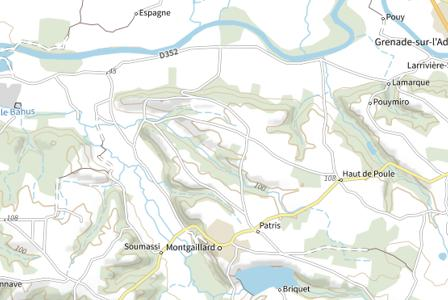 Espagne
Pouy
Grenade-sur-l'Ad
D352
Larrivière-
43
Lamarque
Pouymiro
le Banus
108
Haut de Poule
100
108
Patris
100
Soumassi
Montgaillard
nnave
Briquet